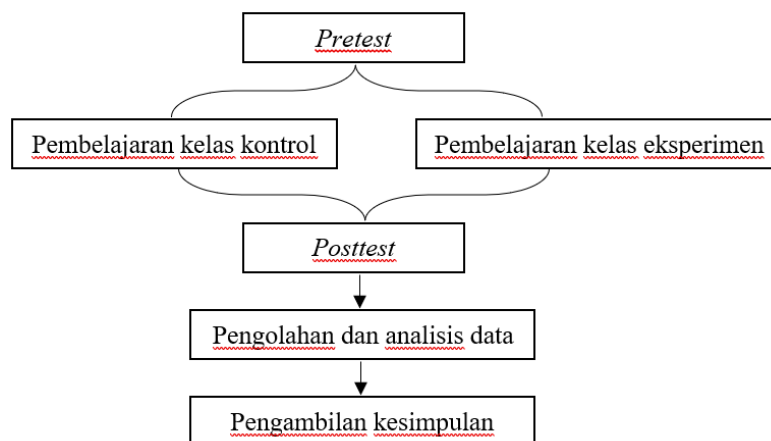 Pretest
Pembelajaran kelas kontrol
Pembelajaran kelas eksperimen
Posttest
Pengolahan dan analisis data
Pengambilan kesimpulan